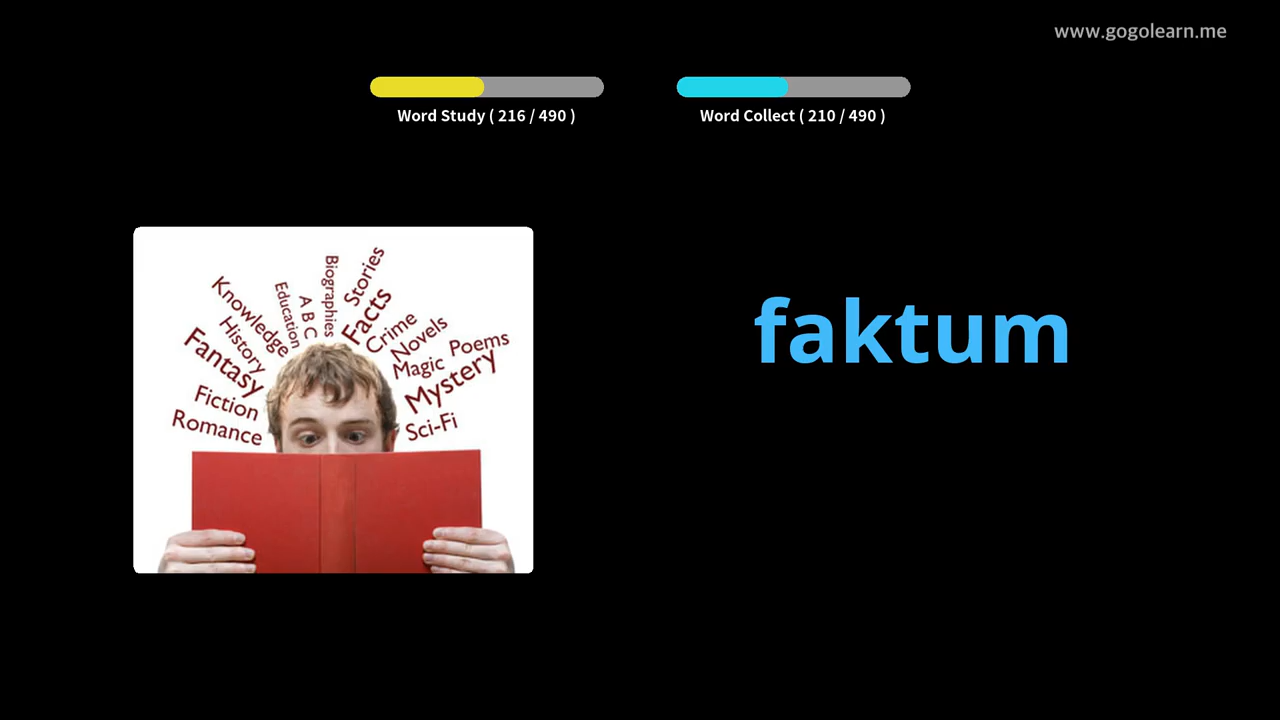 www.gogolearn.me
Word Study ( 216 / 490 )
Word Collect ( 210 / 490 )
Biographies
Stories
Knowledge
Education
A B C
Facts
History
Crime
Novels
Fantasy
Magic
Poems
Mystery
Fiction
Romance
Sci-Fi
faktum